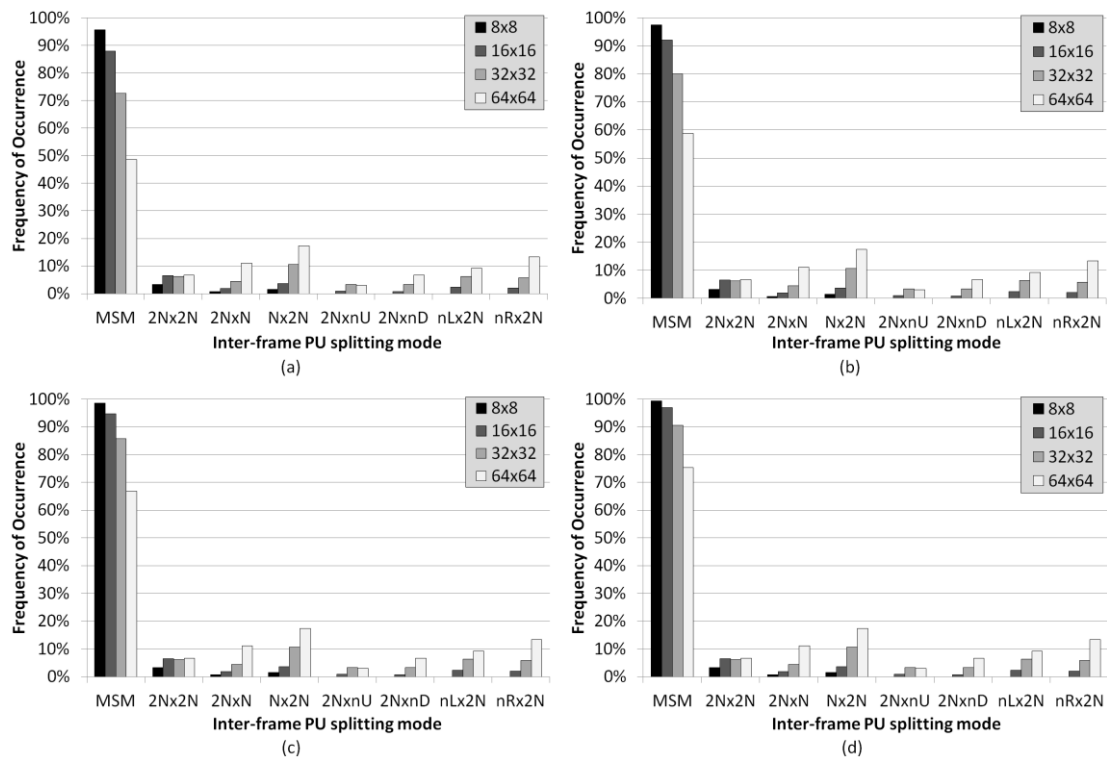 100%
90%
80%
70%
60%
50%
40%
30%
20%
10%
0%
Frequency of Occurrence
8x8
16x16
32x32
64x64
MSM 2Nx2N 2NxN Nx2N 2NxnU 2NxnD nLx2N nRx2N
Inter-frame PU splitting mode
(a)
100%
90%
80%
70%
60%
50%
40%
30%
20%
10%
0%
Frequency of Occurrence
8x8
16x16
32x32
64x64
MSM 2Nx2N 2NxN Nx2N 2NxnU 2NxnD nLx2N nRx2N
Inter-frame PU splitting mode
(b)
100%
90%
80%
70%
60%
50%
40%
30%
20%
10%
0%
Frequency of Occurrence
8x8
16x16
32x32
64x64
MSM 2Nx2N 2NxN Nx2N 2NxnU 2NxnD nLx2N nRx2N
Inter-frame PU splitting mode
(c)
100%
90%
80%
70%
60%
50%
40%
30%
20%
10%
0%
Frequency of Occurrence
8x8
16x16
32x32
64x64
MSM 2Nx2N 2NxN Nx2N 2NxnU 2NxnD nLx2N nRx2N
Inter-frame PU splitting mode
(d)